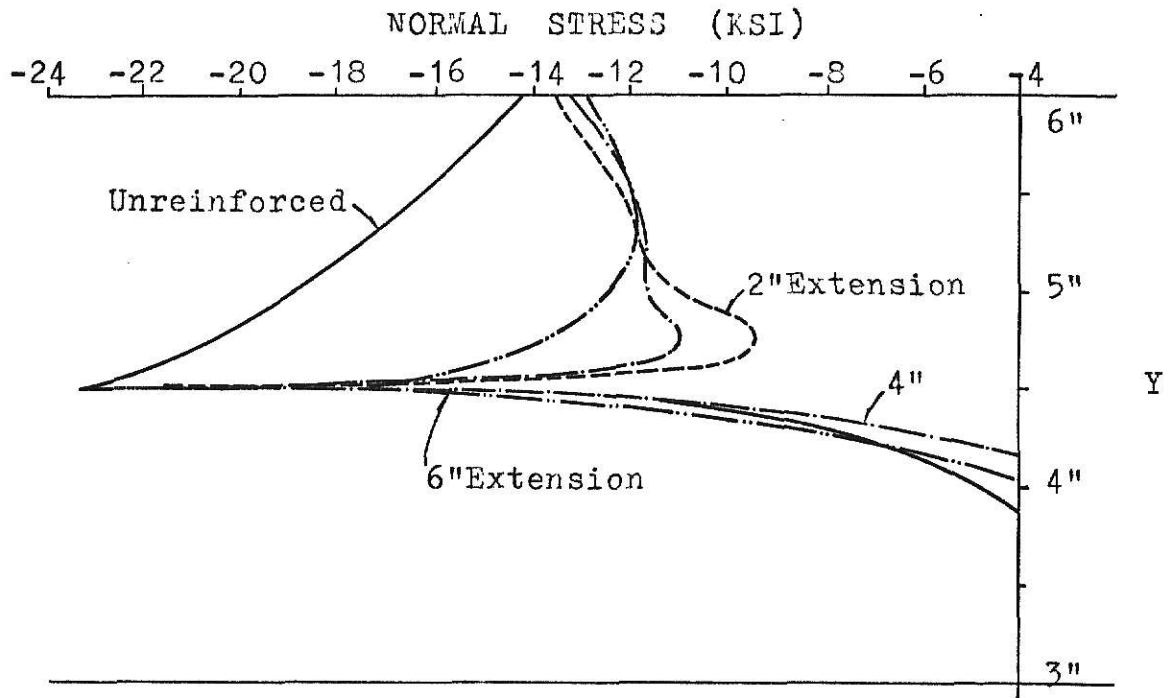 NORMAL STRESS (KSI)
-24 -20 -18 -16 -14 -12 -10 -8 -6 -4
6"
Unreinforced
5"
2"Extension
Y
4"
6"Extension
4"
3"